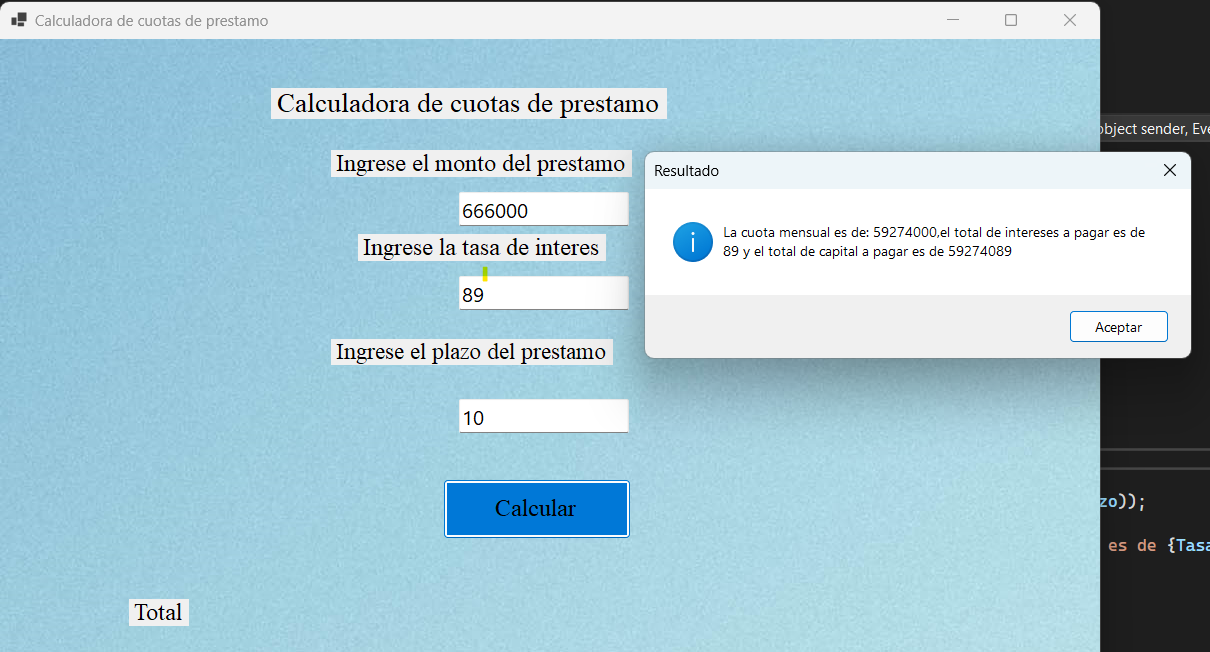 Calculadora de cuotas de prestamo
Calculadora de cuotas de prestamo
object sender, Eve
Ingrese el monto del prestamo
Resultado
666000
La cuota mensual es de: 59274000,el total de intereses a pagar es de
89 y el total de capital a pagar es de 59274089
Ingrese la tasa de interes
89
Aceptar
Ingrese el plazo del prestamo
10
Calcular
zo));
es de {Tasa
Total